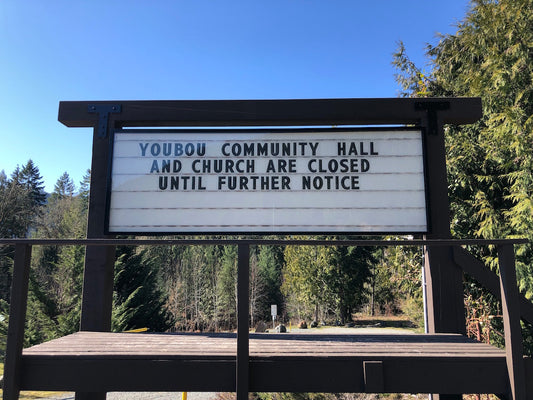 YOUBOU COMMUNITY HALL
AND CHURCH ARE CLOSED
UNTIL FURTHER NOTICE